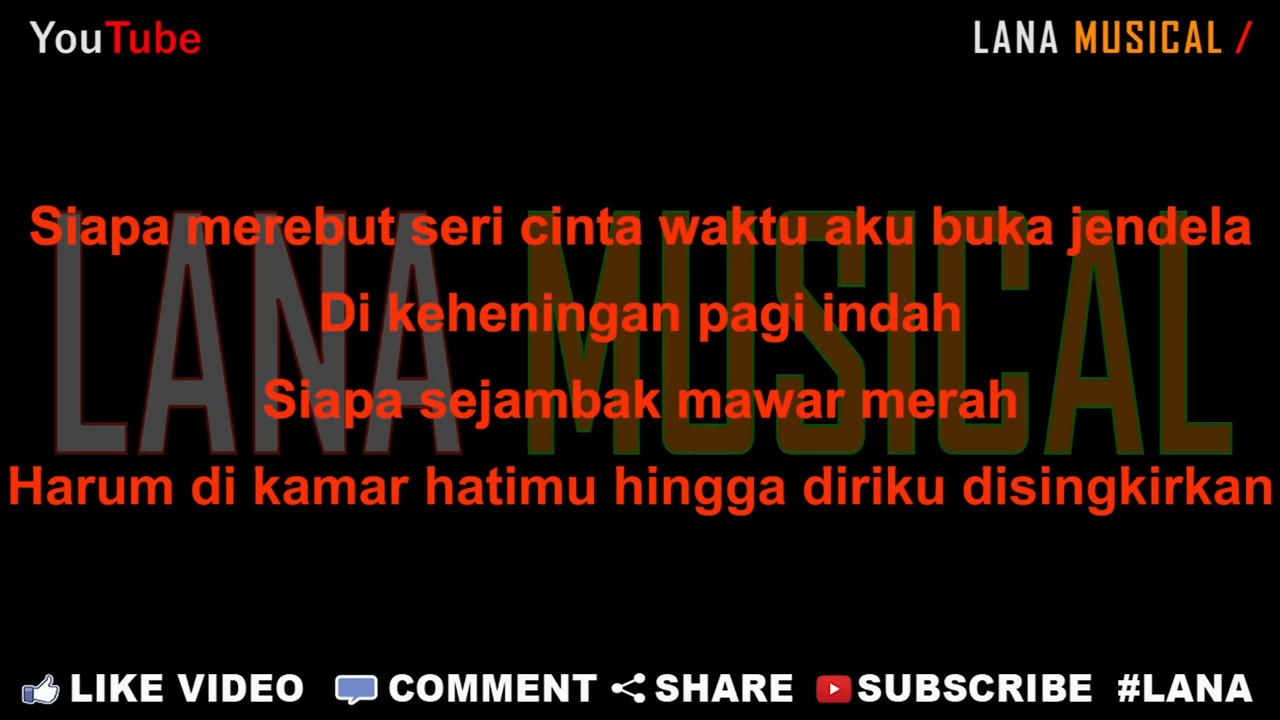 YouTube
LANA MUSICAL /
LANA MUSICAL
Siapa merebut seri cinta waktu aku buka jendela
Di keheningan pagi indah
Siapa sejambak mawar merah
Harum di kamar hatimu hingga diriku disingkirkan
LIKE VIDEO COMMENT SHARE SUBSCRIBE #LANA